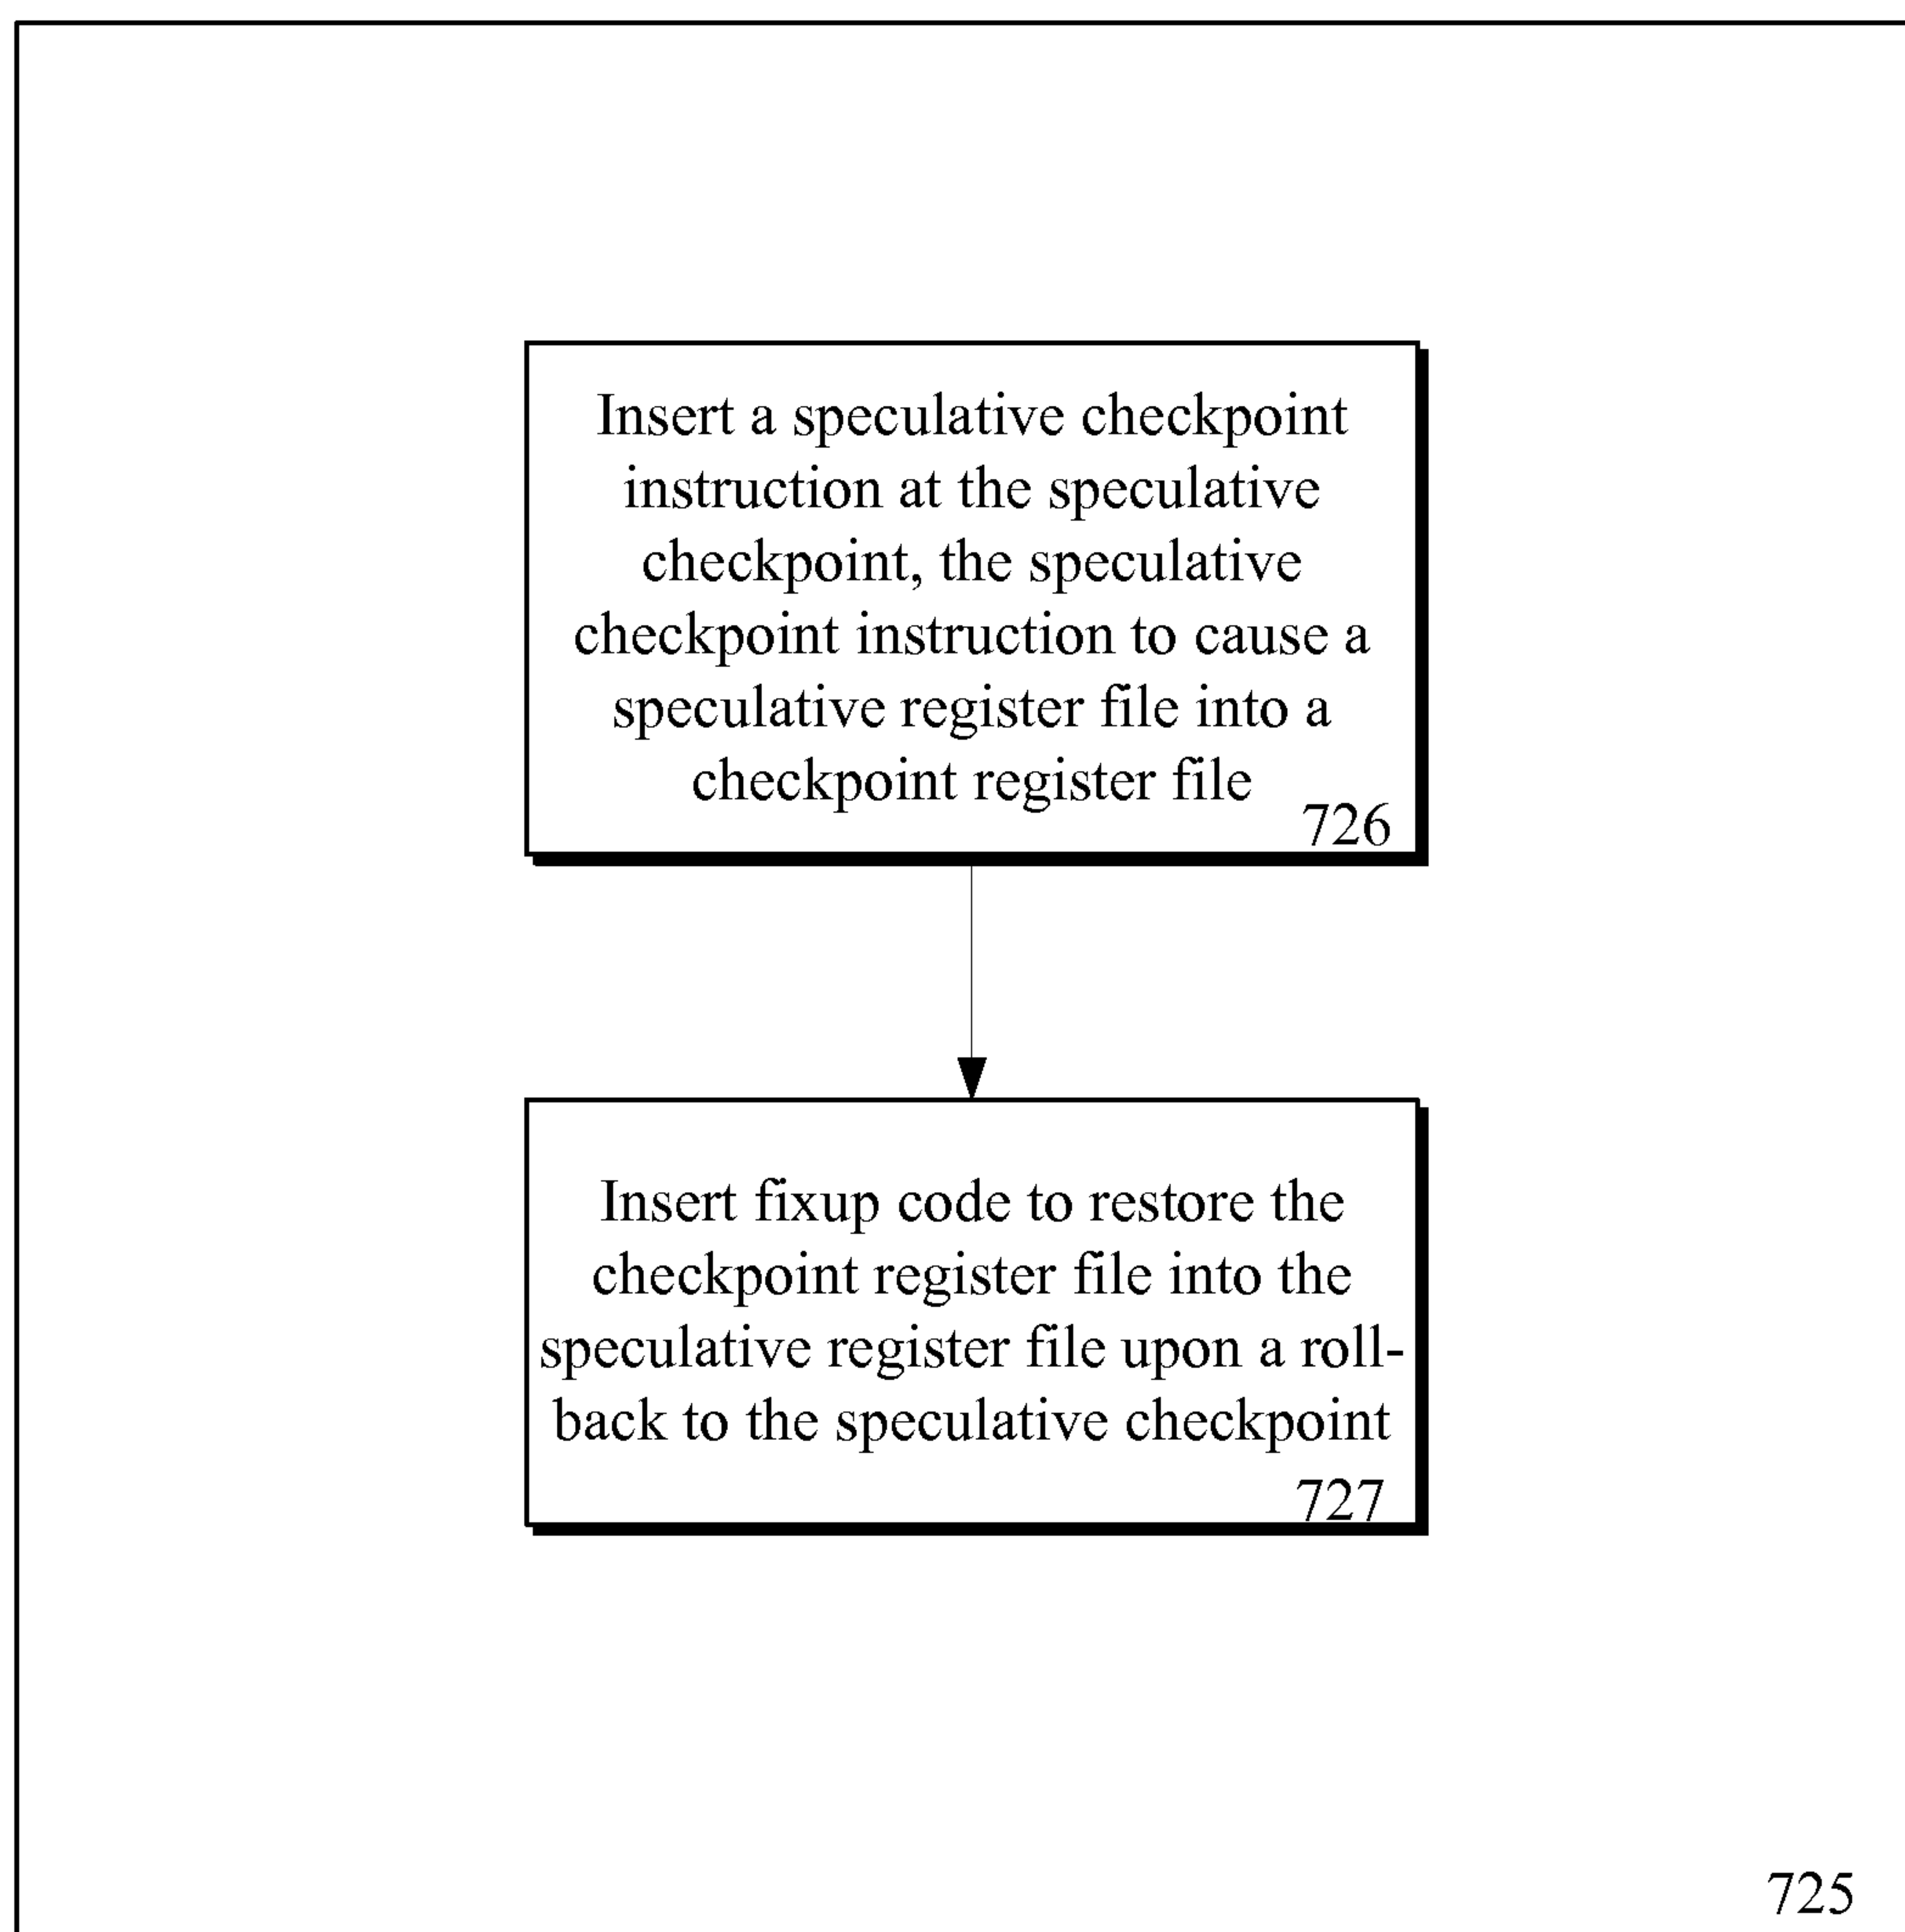 Insert a speculative checkpoint
instruction at the speculative
checkpoint, the speculative
checkpoint instruction to cause a
speculative register file into a
checkpoint register file
726
Insert fixup code to restore the
checkpoint register file into the
speculative register file upon a roll-
back to the speculative checkpoint
727
725